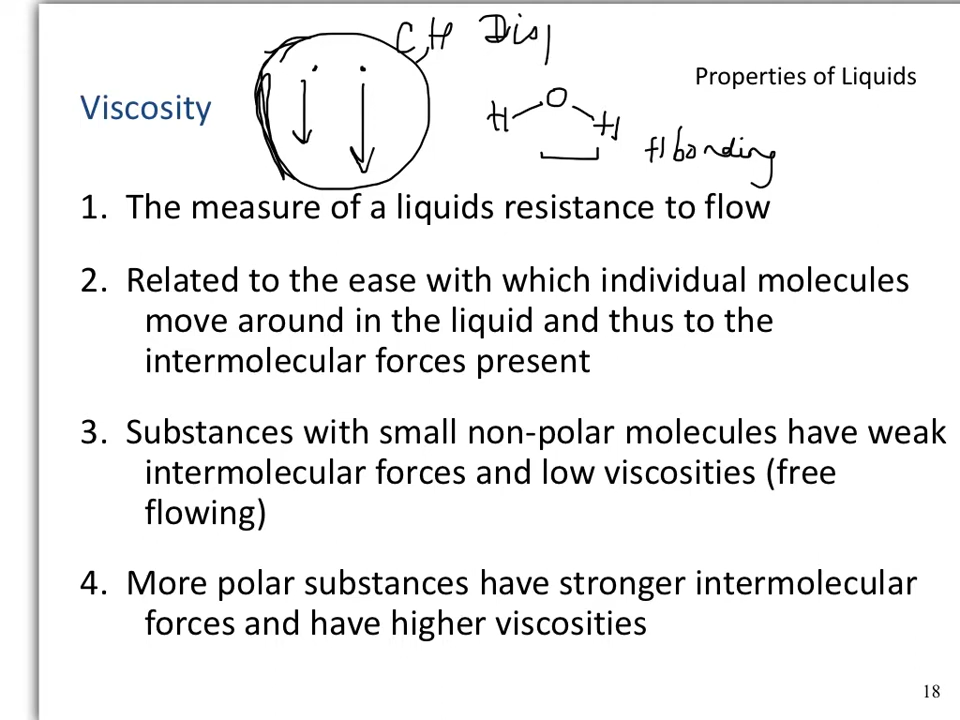 CH Disp
Properties of Liquids
Viscosity
O
H H
H bonding
1. The measure of a liquids resistance to flow
2. Related to the ease with which individual molecules
move around in the liquid and thus to the
intermolecular forces present
3. Substances with small non-polar molecules have weak
intermolecular forces and low viscosities (free
flowing)
4. More polar substances have stronger intermolecular
forces and have higher viscosities
18